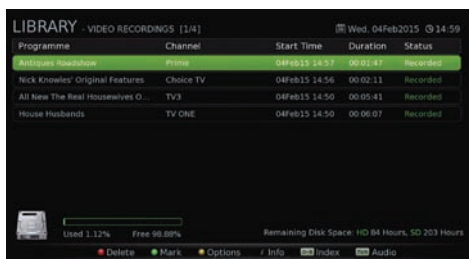 LIBRARY - VIDEO RECORDINGS [1/4] Wed. 04Feb2015 14:59
Programme Channel Start Time Duration Status
Antiques Roadshow Prime 04Feb15 14:57 00:01:47 Recorded
Nick Knowles' Original Features Choice TV 04Feb15 14:56 00:02:11 Recorded
All New The Real Housewives O... TV3 04Feb15 14:50 00:05:41 Recorded
House Husbands TV ONE 04Feb15 14:50 00:06:07 Recorded
Used 1.12% Free 98.88% Remaining Disk Space: HD 84 Hours, SD 203 Hours
Delete Mark Options i Info Index Audio